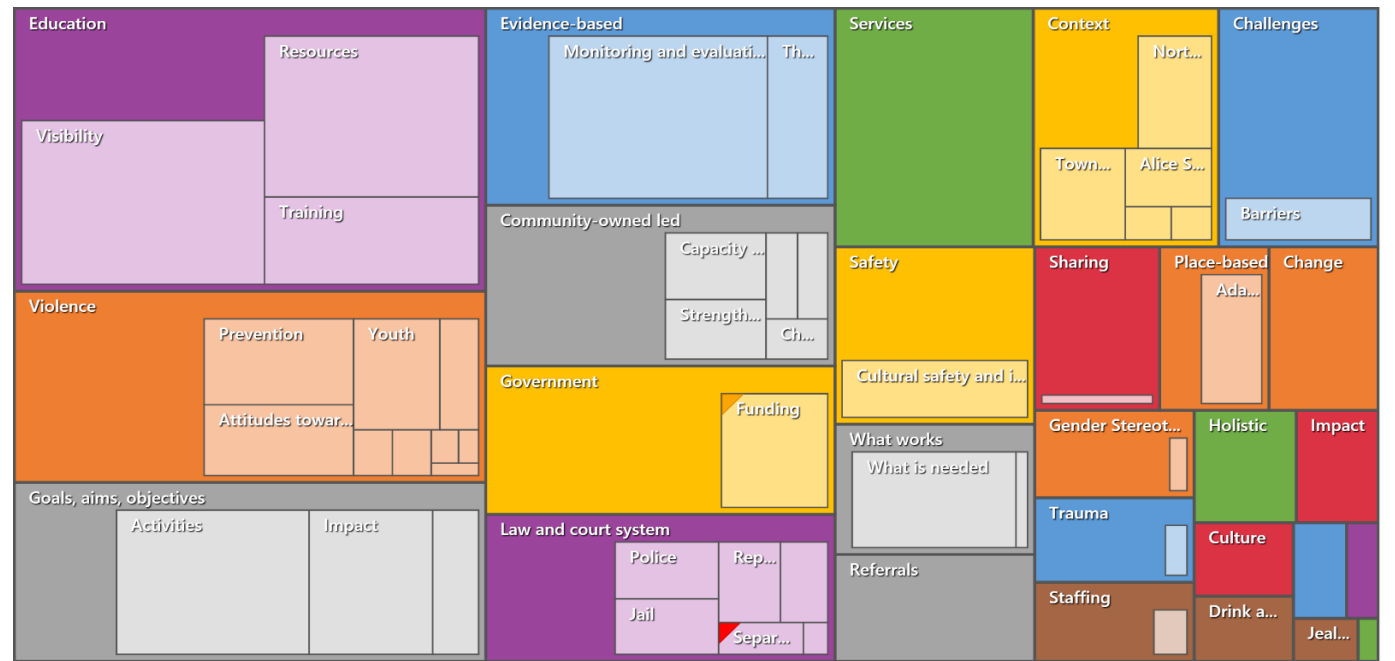 Education
Resources
Visibility
Training
Violence
Prevention
Youth
Attitudes towar...
Goals, aims, objectives
Activities
Impact
Evidence-based
Monitoring and evaluati...
Th...
Community-owned led
Capacity ...
Strength...
Ch...
Government
Funding
Law and court system
Police
Rep...
Jail
Separ...
Services
Safety
Cultural safety and i...
What works
What is needed
Referrals
Context
Nort...
Town...
Alice S...
Challenges
Barriers
Sharing
Place-based
Ada...
Change
Gender Stereot...
Trauma
Staffing
Holistic
Impact
Culture
Drink a...
Jeal...